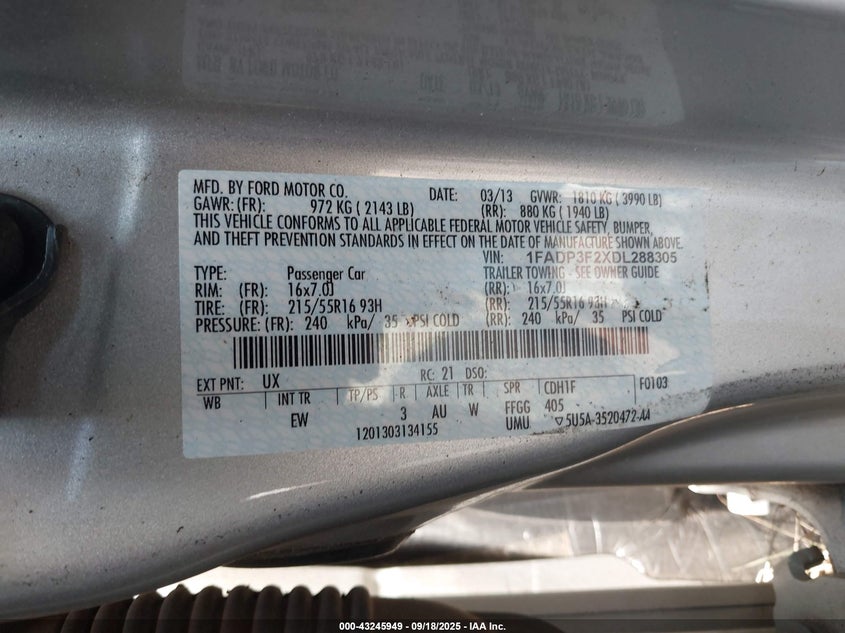 MFD. BY FORD MOTOR CO. DATE: 03/13 GVWR: 1810 KG ( 3990 LB)
GAWR: (FR): 972 KG ( 2143 LB) (RR): 880 KG ( 1940 LB)
THIS VEHICLE CONFORMS TO ALL APPLICABLE FEDERAL MOTOR VEHICLE SAFETY, BUMPER,
AND THEFT PREVENTION STANDARDS IN EFFECT ON THE DATE OF MANUFACTURE SHOWN ABOVE.
VIN: 1FADP3F2XDL288305
TYPE: Passenger Car TRAILER TOWING - SEE OWNER GUIDE
RIM: (FR): 16x7.0J (RR): 16x7.0J
TIRE: (FR): 215/55R16 93H (RR): 215/55R16 93H
PRESSURE: (FR): 240 kPa/ 35 PSI COLD (RR): 240 kPa/ 35 PSI COLD
EXT PNT: UX RC: 21 DSO:
WB INT TR TP/PS R AXLE TR SPR CDH1F F0103
EW 3 AU W FFGG 405
1201303134155 UMU ▽5U5A-3520472-AA
000-43245949 - 09/18/2025 - IAA Inc.